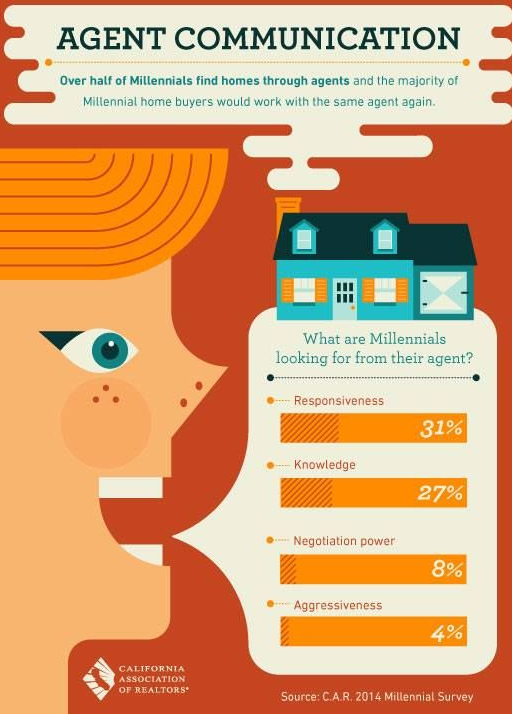 AGENT COMMUNICATION
Over half of Millennials find homes through agents and the majority of
Millennial home buyers would work with the same agent again.
What are Millennials
looking for from their agent?
Responsiveness
31%
Knowledge
27%
Negotiation power
8%
Aggressiveness
4%
CALIFORNIA
ASSOCIATION
OF REALTORS®
Source: C.A.R. 2014 Millennial Survey